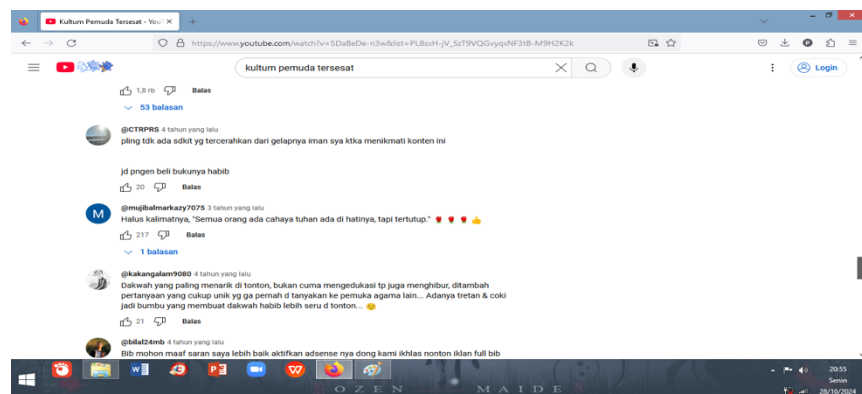 Kultum Pemuda Tersesat - You
https://www.youtube.com/watch?v=5Da8eDe-n3w&list=PL8sxH-jV_SzT9VQGvyqxNF3tB-M9H2K2k
kultum pemuda tersesat
Login
1,8 rb Balas
53 balasan
@CTRPRS 4 tahun yang lalu
pling tdk ada sdkit yg tercerahkan dari gelapnya iman sya ktka menikmati konten ini
jd pngen beli bukunya habib
20 Balas
M
@mujibalmarkazy7075 3 tahun yang lalu
Halus kalimatnya, "Semua orang ada cahaya tuhan ada di hatinya, tapi tertutup." 🌹 🌹 🌹 👍
217 Balas
1 balasan
@kakangalam9080 4 tahun yang lalu
Dakwah yang paling menarik di tonton, bukan cuma mengedukasi tp juga menghibur, ditambah
pertanyaan yang cukup unik yg ga pernah d tanyakan ke pemuka agama lain... Adanya tretan & coki
jadi bumbu yang membuat dakwah habib lebih seru d tonton... 😊
21 Balas
@bilal24mb 4 tahun yang lalu
Bib mohon maaf saran saya lebih baik aktifkan adsense nya dong kami ikhlas nonton iklan full bib
OZEN MAIDE
20:55
Senin
28/10/2024